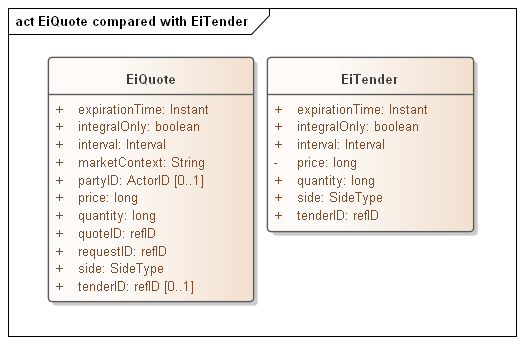 act EiQuote compared with EiTender
EiQuote
+ expirationTime: Instant
+ integralOnly: boolean
+ interval: Interval
+ marketContext: String
+ partyID: ActorID [0..1]
+ price: long
+ quantity: long
+ quoteID: refID
+ requestID: refID
+ side: SideType
+ tenderID: refID [0..1]
EiTender
+ expirationTime: Instant
+ integralOnly: boolean
+ interval: Interval
- price: long
+ quantity: long
+ side: SideType
+ tenderID: refID